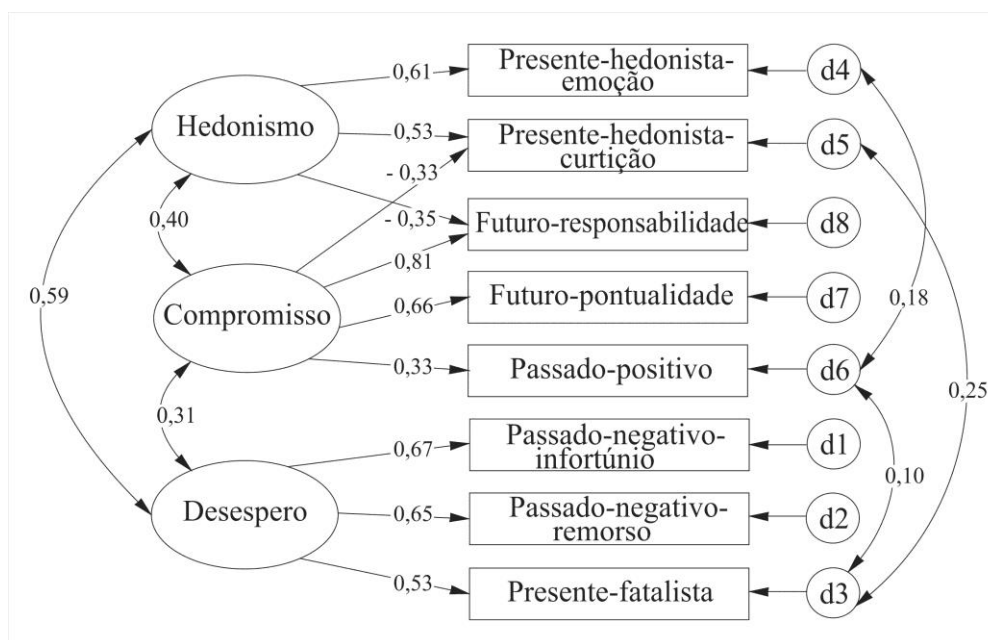 Presente-hedonista-
emoção
d4
0,61
Hedonismo
0,53
Presente-hedonista-
curtição
d5
- 0,33
0,40
- 0,35
Futuro-responsabilidade
d8
0,81
0,59
Compromisso
0,66
Futuro-pontualidade
d7
0,18
0,33
Passado-positivo
d6
0,25
0,31
Passado-negativo-
infortúnio
d1
0,67
0,10
Desespero
0,65
Passado-negativo-
remorso
d2
0,53
Presente-fatalista
d3